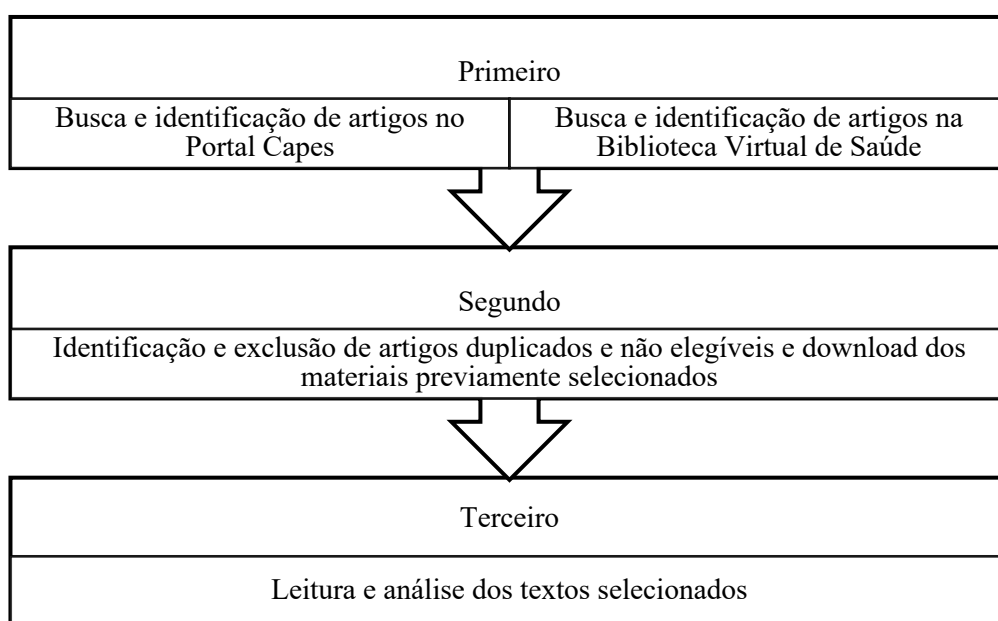 Primeiro
Busca e identificação de artigos no
Portal Capes
Busca e identificação de artigos na
Biblioteca Virtual de Saúde
Segundo
Identificação e exclusão de artigos duplicados e não elegíveis e download dos
materiais previamente selecionados
Terceiro
Leitura e análise dos textos selecionados